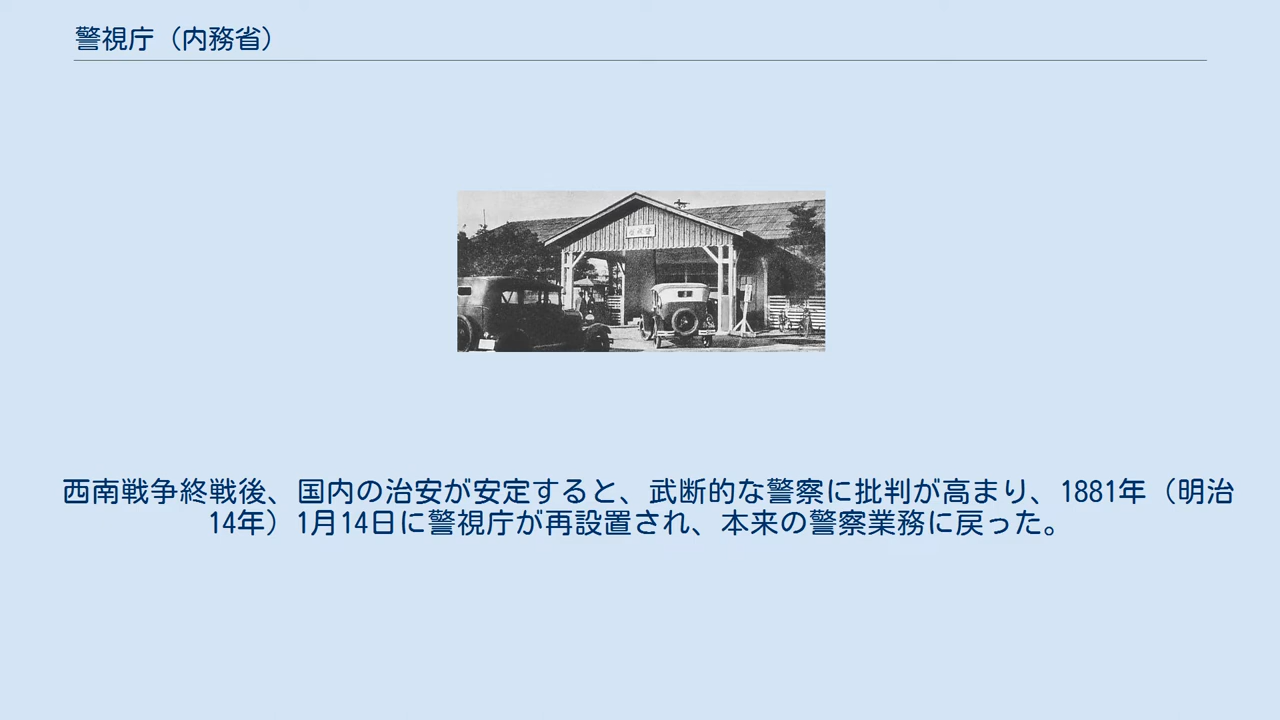 警視庁（内務省）
西南戦争終戦後、国内の治安が安定すると、武断的な警察に批判が高まり、1881年（明治
14年）1月14日に警視庁が再設置され、本来の警察業務に戻った。